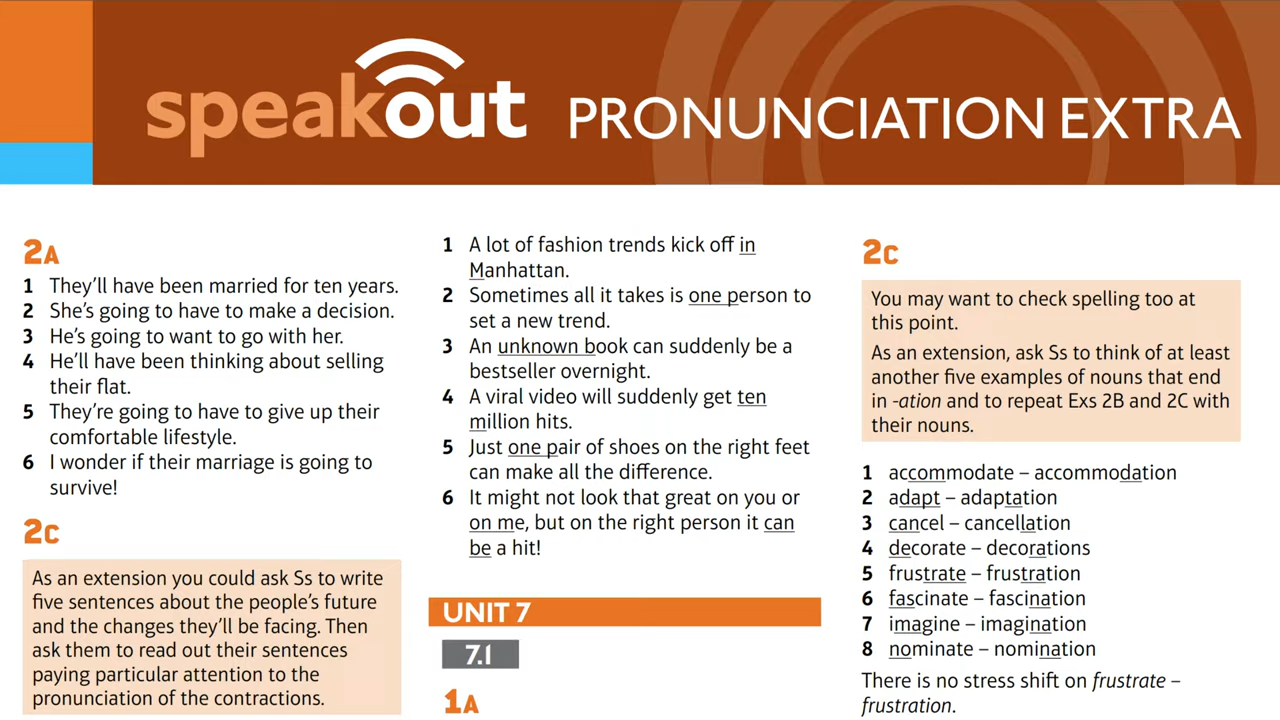 speakout PRONUNCIATION EXTRA
2A
1 They'll have been married for ten years.
2 She's going to have to make a decision.
3 He's going to want to go with her.
4 He'll have been thinking about selling
their flat.
5 They're going to have to give up their
comfortable lifestyle.
6 I wonder if their marriage is going to
survive!
2C
As an extension you could ask Ss to write
five sentences about the people's future
and the changes they'll be facing. Then
ask them to read out their sentences
paying particular attention to the
pronunciation of the contractions.
1 A lot of fashion trends kick off in
Manhattan.
2 Sometimes all it takes is one person to
set a new trend.
3 An unknown book can suddenly be a
bestseller overnight.
4 A viral video will suddenly get ten
million hits.
5 Just one pair of shoes on the right feet
can make all the difference.
6 It might not look that great on you or
on me, but on the right person it can
be a hit!
UNIT 7
7.1
1A
2C
You may want to check spelling too at
this point.
As an extension, ask Ss to think of at least
another five examples of nouns that end
in -ation and to repeat Exs 2B and 2C with
their nouns.
1 accommodate – accommodation
2 adapt – adaptation
3 cancel – cancellation
4 decorate – decorations
5 frustrate – frustration
6 fascinate – fascination
7 imagine – imagination
8 nominate – nomination
There is no stress shift on frustrate –
frustration.